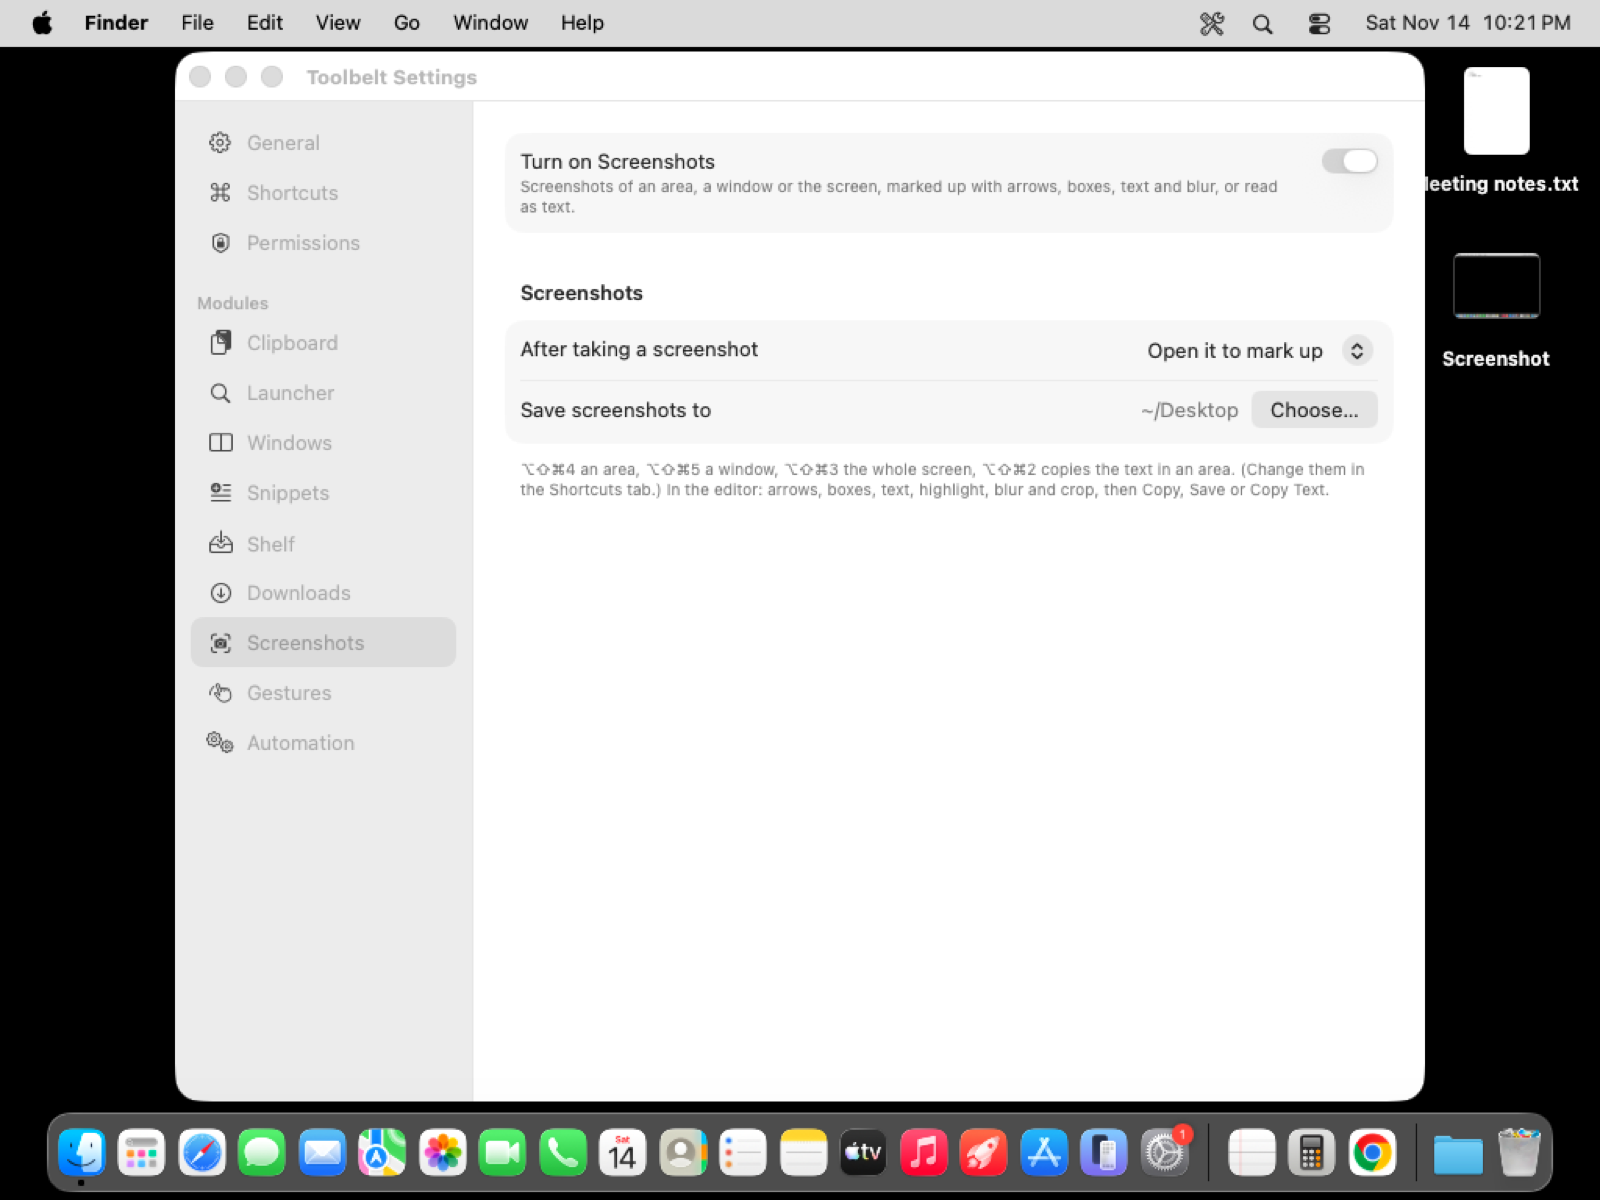 Finder File Edit View Go Window Help Sat Nov 14 10:21 PM
Toolbelt Settings
General
Shortcuts
Permissions
Modules
Clipboard
Launcher
Windows
Snippets
Shelf
Downloads
Screenshots
Gestures
Automation
Turn on Screenshots
Screenshots of an area, a window or the screen, marked up with arrows, boxes, text and blur, or read
as text.
Screenshots
After taking a screenshot Open it to mark up
Save screenshots to ~/Desktop Choose...
⌥⇧⌘4 an area, ⌥⇧⌘5 a window, ⌥⇧⌘3 the whole screen, ⌥⇧⌘2 copies the text in an area. (Change them in
the Shortcuts tab.) In the editor: arrows, boxes, text, highlight, blur and crop, then Copy, Save or Copy Text.
eeting notes.txt
Screenshot
Sat
14
tv
1